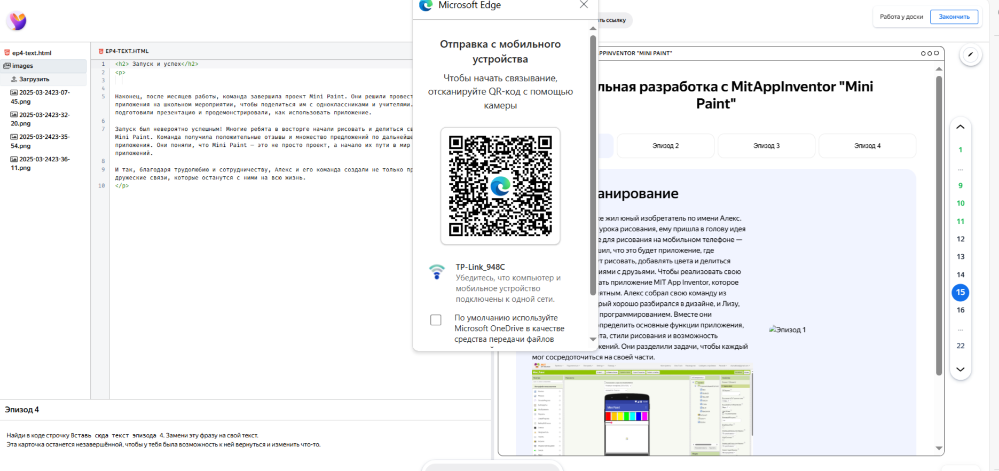 Microsoft Edge
ть ссылку
Работа у доски
Закончить
ep4-text.html
images
Загрузить
2025-03-2423-07-
45.png
2025-03-2423-32-
20.png
2025-03-2423-35-
54.png
2025-03-2423-36-
11.png
EP4-TEXT.HTML
1 <h2> Запуск и успех</h2>
2 <p>
3
4
5 Наконец, после месяцев работы, команда завершила проект Mini Paint. Они решили провест
приложения на школьном мероприятии, чтобы поделиться им с одноклассниками и учителями.
подготовили презентацию и продемонстрировали, как использовать приложение.
6
7 Запуск был невероятно успешным! Многие ребята в восторге начали рисовать и делиться св
Mini Paint. Команда получила положительные отзывы и множество предложений по дальнейше
приложения. Они поняли, что Mini Paint — это не просто проект, а начало их пути в мир
приложений.
8
9 И так, благодаря трудолюбию и сотрудничеству, Алекс и его команда создали не только пр
дружеские связи, которые останутся с ними на всю жизнь.
10 </p>
Отправка с мобильного
устройства
Чтобы начать связывание,
отсканируйте QR-код с помощью
камеры
TP-Link_948C
Убедитесь, что компьютер и
мобильное устройство
подключены к одной сети.
По умолчанию используйте
Microsoft OneDrive в качестве
средства передачи файлов
PPINVENTOR "MINI PAINT"
льная разработка с MitAppInventor "Mini
Paint"
Эпизод 2
Эпизод 3
Эпизод 4
анирование
ке жил юный изобретатель по имени Алекс.
урока рисования, ему пришла в голову идея
е для рисования на мобильном телефоне —
шил, что это будет приложение, где
ут рисовать, добавлять цвета и делиться
иями с друзьями. Чтобы реализовать свою
ать приложение MIT App Inventor, которое
ятным. Алекс собрал свою команду из
рый хорошо разбирался в дизайне, и Лизу,
программированием. Вместе они
определить основные функции приложения,
ета, стили рисования и возможность
жений. Они разделили задачи, чтобы каждый
мог сосредоточиться на своей части.
Эпизод 1
Mini Paint
1
...
9
10
11
12
13
14
15
16
...
22
Эпизод 4
Найди в коде строчку Вставь сюда текст эпизода 4. Замени эту фразу на свой текст.
Эта карточка останется незавершённой, чтобы у тебя была возможность к ней вернуться и изменить что-то.